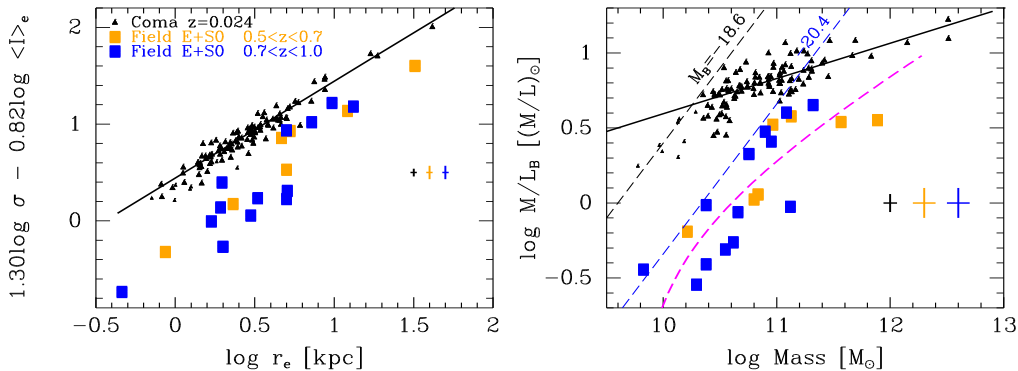 Coma z=0.024
Field E+S0 0.5<z<0.7
Field E+S0 0.7<z<1.0
1.30log σ − 0.82log <I>e
2
1
0
−0.5 0 0.5 1 1.5 2
log re [kpc]
MB=−18.6
−20.4
log M/LB [(M/L)⊙]
1
0.5
0
−0.5
10 11 12 13
log Mass [M⊙]